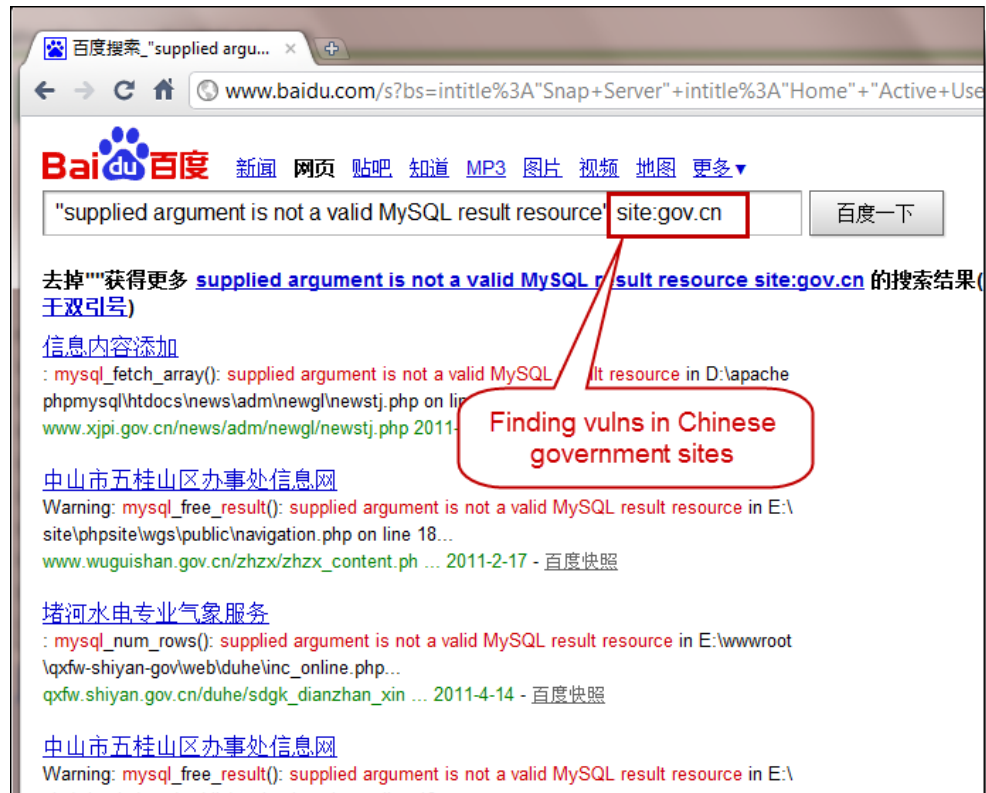 百度搜索_"supplied argu...
www.baidu.com/s?bs=intitle%3A"Snap+Server"+intitle%3A"Home"+"Active+Use
Bai du 百度 新闻 网页 贴吧 知道 MP3 图片 视频 地图 更多▼
"supplied argument is not a valid MySQL result resource" site:gov.cn 百度一下
去掉""获得更多 supplied argument is not a valid MySQL result resource site:gov.cn 的搜索结果(
于双引号)
信息内容添加
: mysql_fetch_array(): supplied argument is not a valid MySQL resource in D:\apache
phpmysql\htdocs\news\adm\newgl\newstj.php on
www.xjpi.gov.cn/news/adm/newgl/newstj.php 2011-
Finding vulns in Chinese
government sites
中山市五桂山区办事处信息网
Warning: mysql_free_result(): supplied argument is not a valid MySQL result resource in E:\
site\phpsite\wgs\public\navigation.php on line 18...
www.wuguishan.gov.cn/zhzx/zhzx_content.ph ... 2011-2-17 - 百度快照
堵河水电专业气象服务
: mysql_num_rows(): supplied argument is not a valid MySQL result resource in E:\wwwroot
\qxfw-shiyan-gov\web\duhe\inc_online.php...
qxfw.shiyan.gov.cn/duhe/sdgk_dianzhan_xin ... 2011-4-14 - 百度快照
中山市五桂山区办事处信息网
Warning: mysql_free_result(): supplied argument is not a valid MySQL result resource in E:\